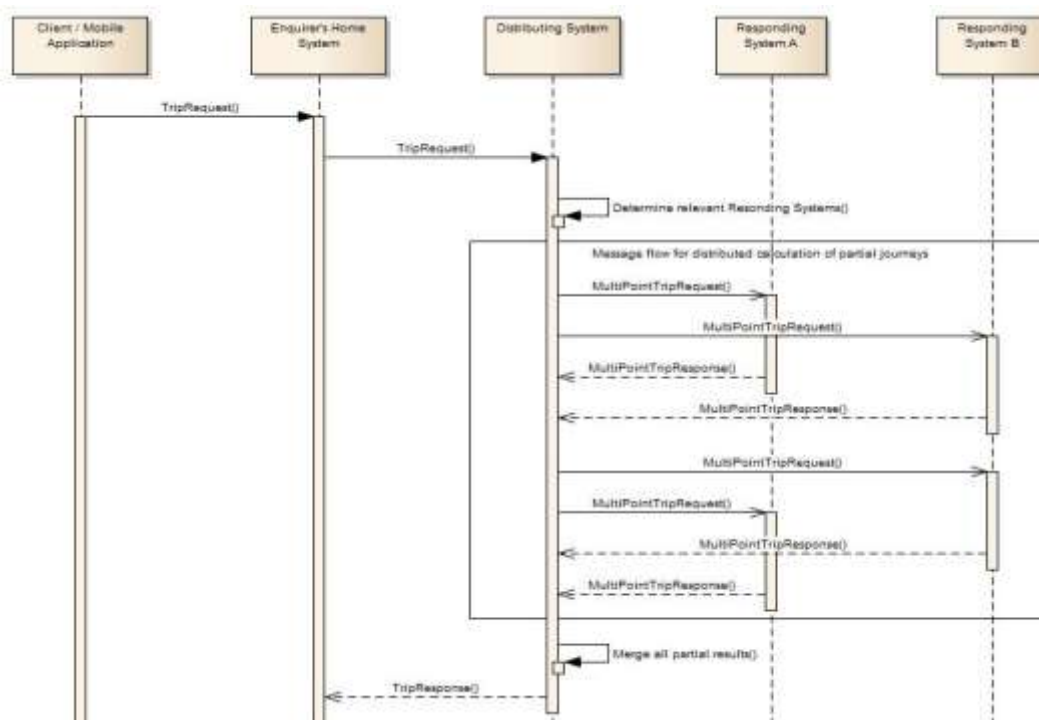 Client / Mobile
Application
Enquirer's Home
System
Distributing System
Responding
System A
Responding
System B
TripRequest()
TripRequest()
Determine relevant Resonding Systems()
Message flow for distributed calculation of partial journeys
MultiPointTripRequest()
MultiPointTripRequest()
MultiPointTripResponse()
MultiPointTripResponse()
MultiPointTripRequest()
MultiPointTripRequest()
MultiPointTripResponse()
MultiPointTripResponse()
Merge all partial results()
TripResponse()